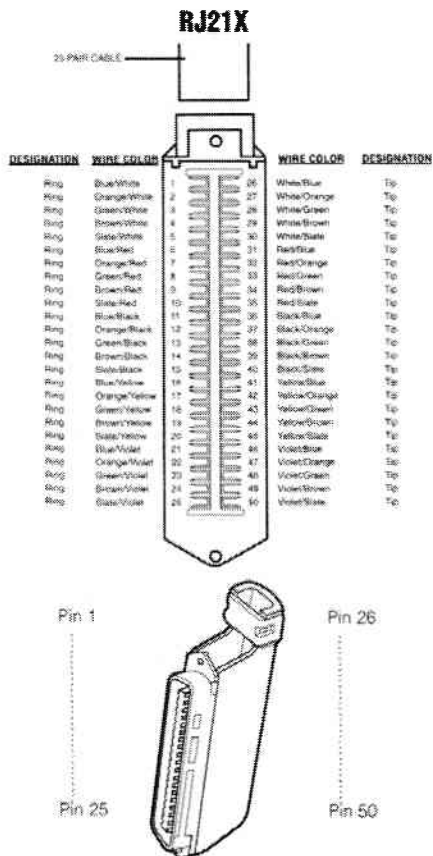 RJ21X
25 PAIR CABLE
DESIGNATION WIRE COLOR WIRE COLOR DESIGNATION
Ring Blue/White 1 26 White/Blue Tip
Ring Orange/White 2 27 White/Orange Tip
Ring Green/White 3 28 White/Green Tip
Ring Brown/White 4 29 White/Brown Tip
Ring Slate/White 5 30 White/Slate Tip
Ring Blue/Red 6 31 Red/Blue Tip
Ring Orange/Red 7 32 Red/Orange Tip
Ring Green/Red 8 33 Red/Green Tip
Ring Brown/Red 9 34 Red/Brown Tip
Ring Slate/Red 10 35 Red/Slate Tip
Ring Blue/Black 11 36 Black/Blue Tip
Ring Orange/Black 12 37 Black/Orange Tip
Ring Green/Black 13 38 Black/Green Tip
Ring Brown/Black 14 39 Black/Brown Tip
Ring Slate/Black 15 40 Black/Slate Tip
Ring Blue/Yellow 16 41 Yellow/Blue Tip
Ring Orange/Yellow 17 42 Yellow/Orange Tip
Ring Green/Yellow 18 43 Yellow/Green Tip
Ring Brown/Yellow 19 44 Yellow/Brown Tip
Ring Slate/Yellow 20 45 Yellow/Slate Tip
Ring Blue/Violet 21 46 Violet/Blue Tip
Ring Orange/Violet 22 47 Violet/Orange Tip
Ring Green/Violet 23 48 Violet/Green Tip
Ring Brown/Violet 24 49 Violet/Brown Tip
Ring Slate/Violet 25 50 Violet/Slate Tip
Pin 1 Pin 26
Pin 25 Pin 50